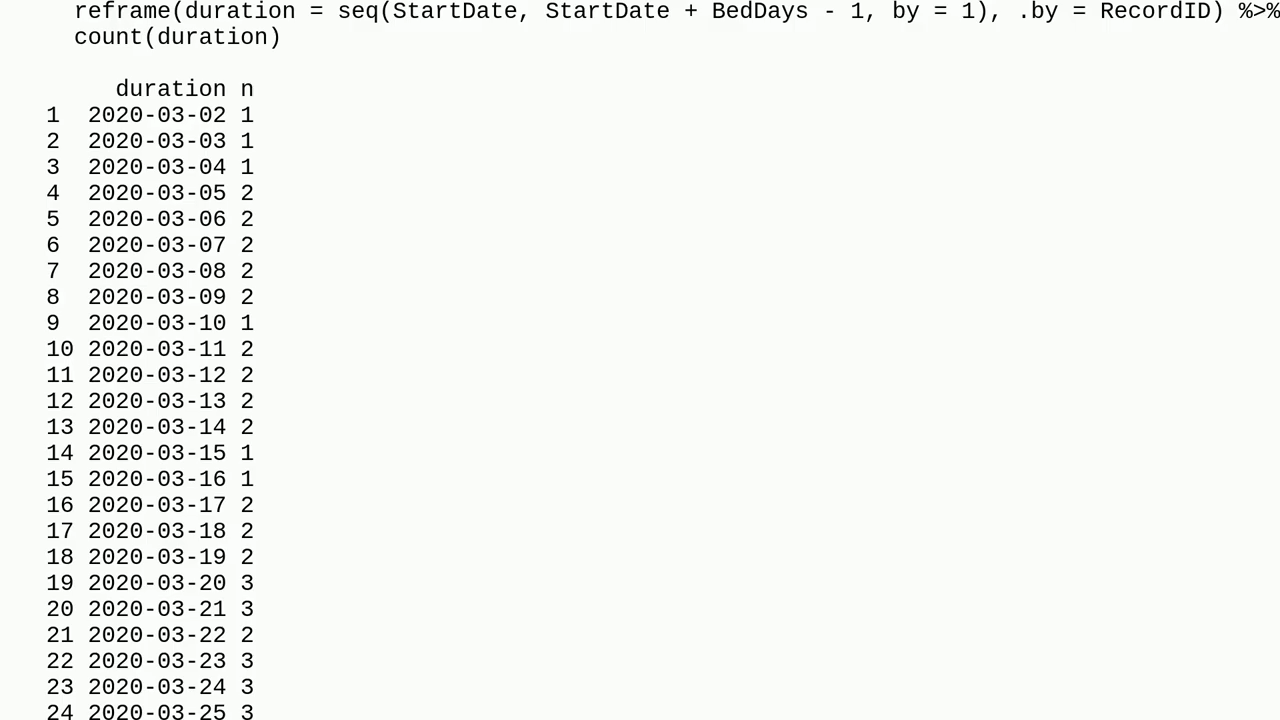 reframe(duration = seq(StartDate, StartDate + BedDays - 1, by = 1), .by = RecordID) %>%
count(duration)
duration n
1 2020-03-02 1
2 2020-03-03 1
3 2020-03-04 1
4 2020-03-05 2
5 2020-03-06 2
6 2020-03-07 2
7 2020-03-08 2
8 2020-03-09 2
9 2020-03-10 1
10 2020-03-11 2
11 2020-03-12 2
12 2020-03-13 2
13 2020-03-14 2
14 2020-03-15 1
15 2020-03-16 1
16 2020-03-17 2
17 2020-03-18 2
18 2020-03-19 2
19 2020-03-20 3
20 2020-03-21 3
21 2020-03-22 2
22 2020-03-23 3
23 2020-03-24 3
24 2020-03-25 3